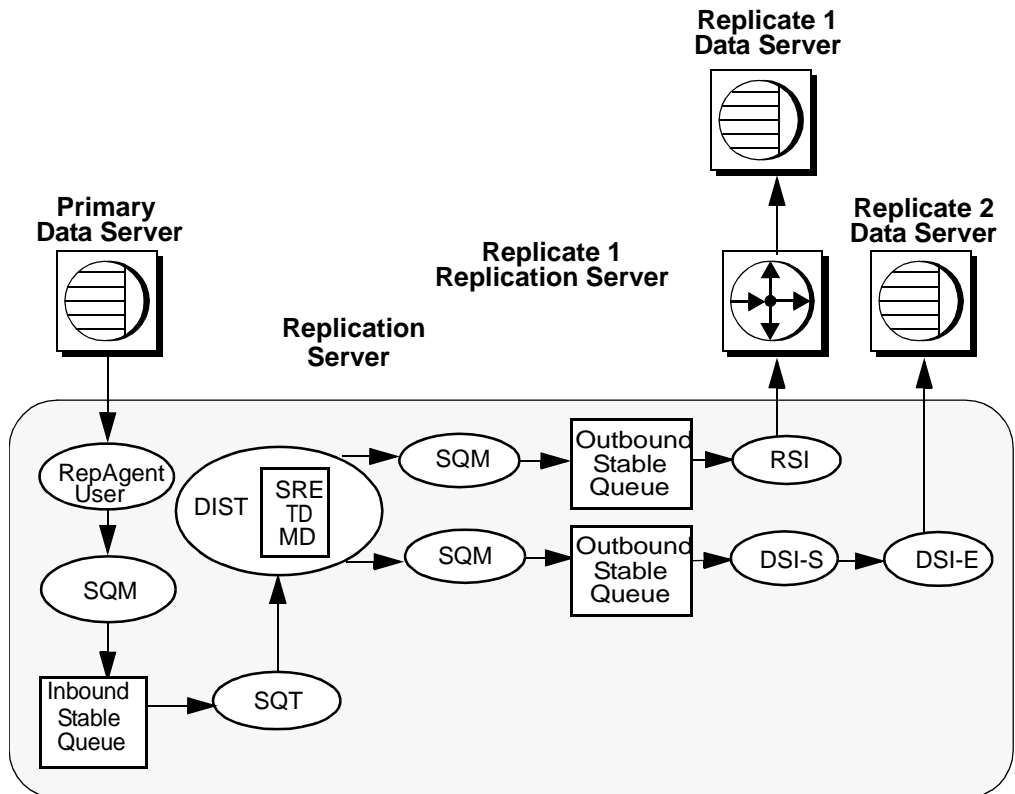 Replicate 1
Data Server
Primary
Data Server
Replicate 2
Data Server
Replicate 1
Replication Server
Replication
Server
RepAgent
User
DIST
SRE
TD
MD
SQM
Outbound
Stable
Queue
RSI
SQM
SQM
Outbound
Stable
Queue
DSI-S
DSI-E
Inbound
Stable
Queue
SQT